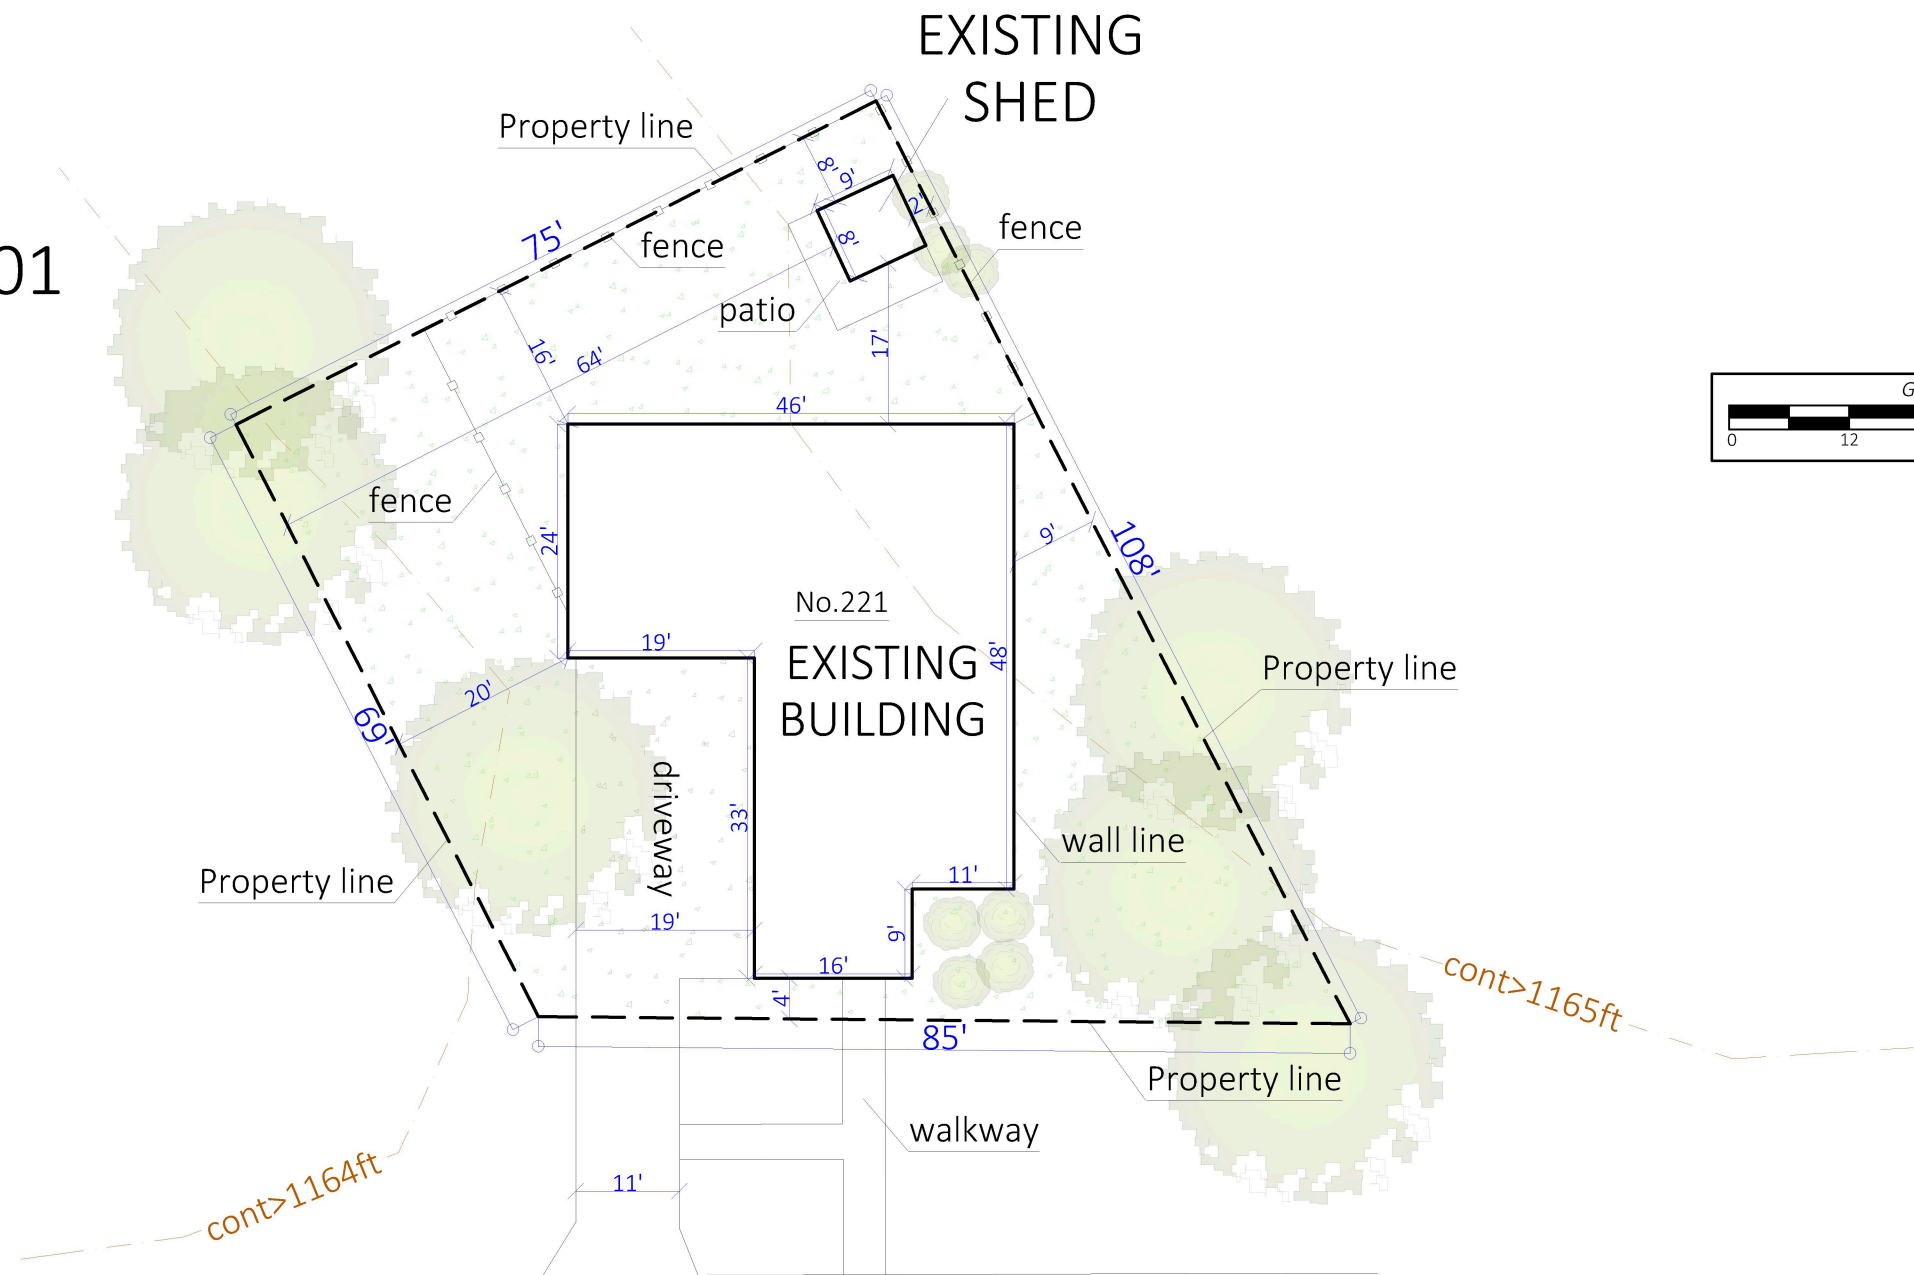 EXISTING
SHED
Property line
01
75'
fence
8'
9'
2'
8'
fence
patio
16'
64'
17'
46'
G
0
12
fence
24'
9'
108'
No.221
19'
EXISTING
BUILDING
48'
Property line
20'
69'
driveway
33'
wall line
Property line
11'
19'
9'
16'
4'
cont>1165ft
85'
Property line
walkway
cont>1164ft
11'